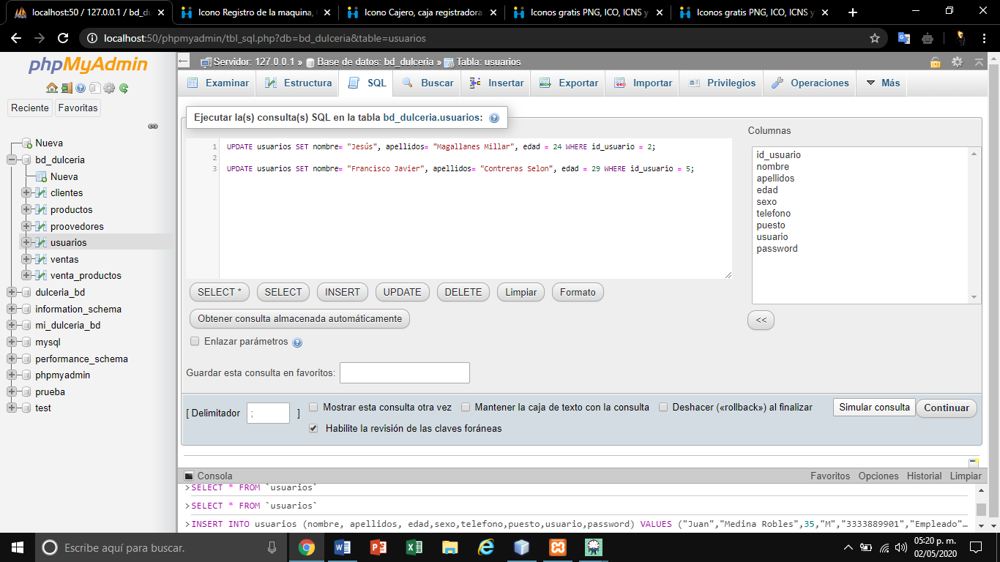 localhost:50 / 127.0.0.1 / bd_du
Icono Registro de la maquina,
Icono Cajero, caja registradora
Iconos gratis PNG, ICO, ICNS y
Iconos gratis PNG, ICO, ICNS y
localhost:50/phpmyadmin/tbl_sql.php?db=bd_dulceria&table=usuarios
phpMyAdmin
Reciente
Favoritas
Nueva
bd_dulceria
Nueva
clientes
productos
proovedores
usuarios
ventas
venta_productos
dulceria_bd
information_schema
mi_dulceria_bd
mysql
performance_schema
phpmyadmin
prueba
test
Servidor: 127.0.0.1 » Base de datos: bd_dulceria » Tabla: usuarios
Examinar
Estructura
SQL
Buscar
Insertar
Exportar
Importar
Privilegios
Operaciones
Más
Ejecutar la(s) consulta(s) SQL en la tabla bd_dulceria.usuarios:
1 UPDATE usuarios SET nombre= "Jesús", apellidos= "Magallanes Millar", edad = 24 WHERE id_usuario = 2;
2
3 UPDATE usuarios SET nombre= "Francisco Javier", apellidos= "Contreras Selon", edad = 29 WHERE id_usuario = 5;
Columnas
id_usuario
nombre
apellidos
edad
sexo
telefono
puesto
usuario
password
<<
SELECT *
SELECT
INSERT
UPDATE
DELETE
Limpiar
Formato
Obtener consulta almacenada automáticamente
Enlazar parámetros
Guardar esta consulta en favoritos:
[ Delimitador ; ]
Mostrar esta consulta otra vez
Mantener la caja de texto con la consulta
Deshacer («rollback») al finalizar
Habilite la revisión de las claves foráneas
Simular consulta
Continuar
Consola
Favoritos
Opciones
Historial
Limpiar
>SELECT * FROM `usuarios`
>SELECT * FROM `usuarios`
>INSERT INTO usuarios (nombre, apellidos, edad,sexo,telefono,puesto,usuario,password) VALUES ("Juan","Medina Robles",35,"M","3333889901","Empleado"…
Escribe aquí para buscar.
05:20 p. m.
02/05/2020